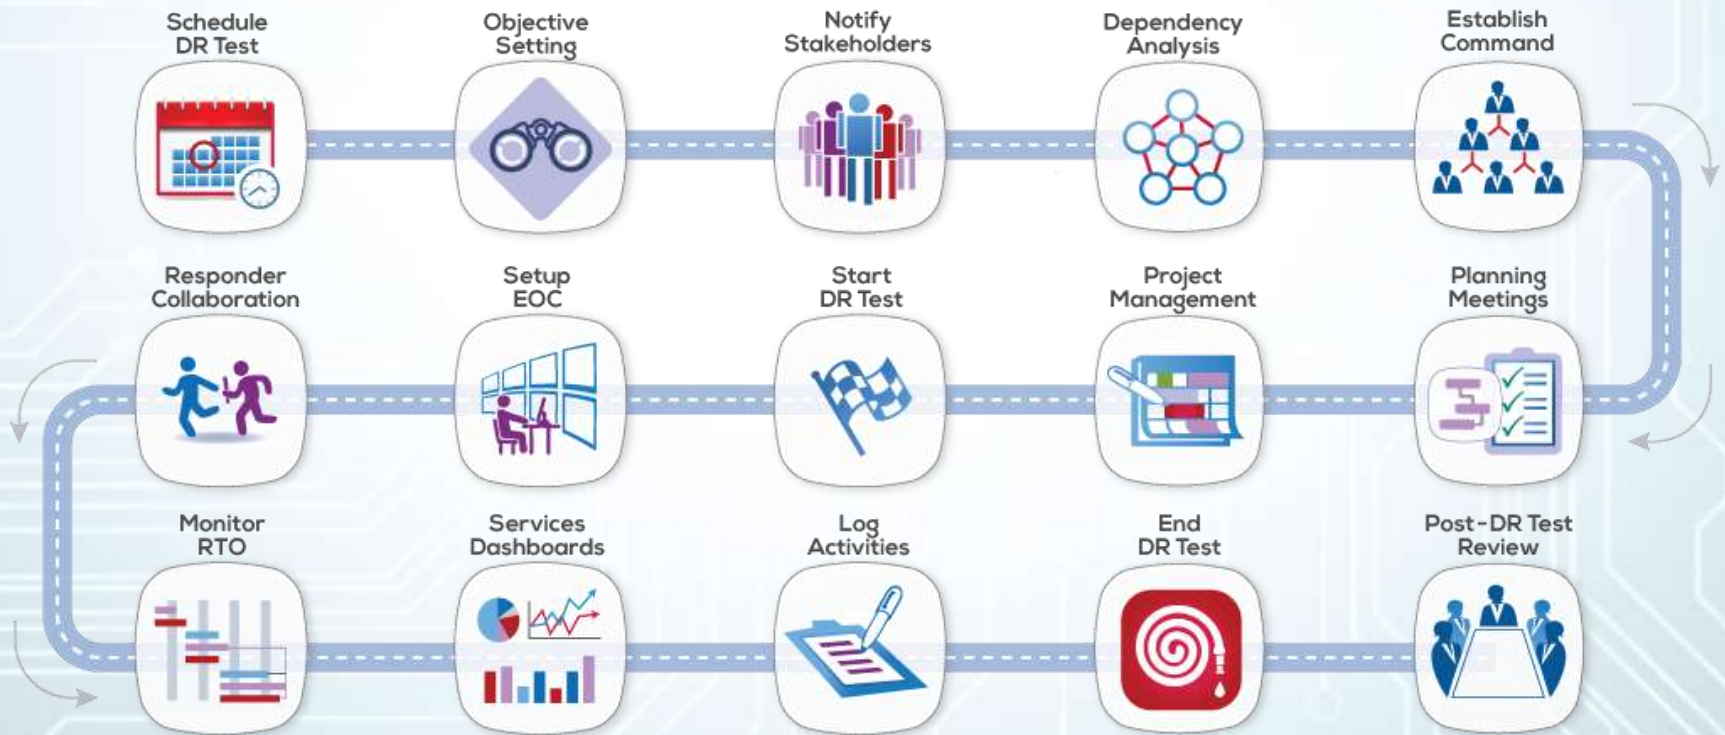 Schedule
DR Test
Objective
Setting
Notify
Stakeholders
Dependency
Analysis
Establish
Command
Responder
Collaboration
Setup
EOC
Start
DR Test
Project
Management
Planning
Meetings
Monitor
RTO
Services
Dashboards
Log
Activities
End
DR Test
Post-DR Test
Review